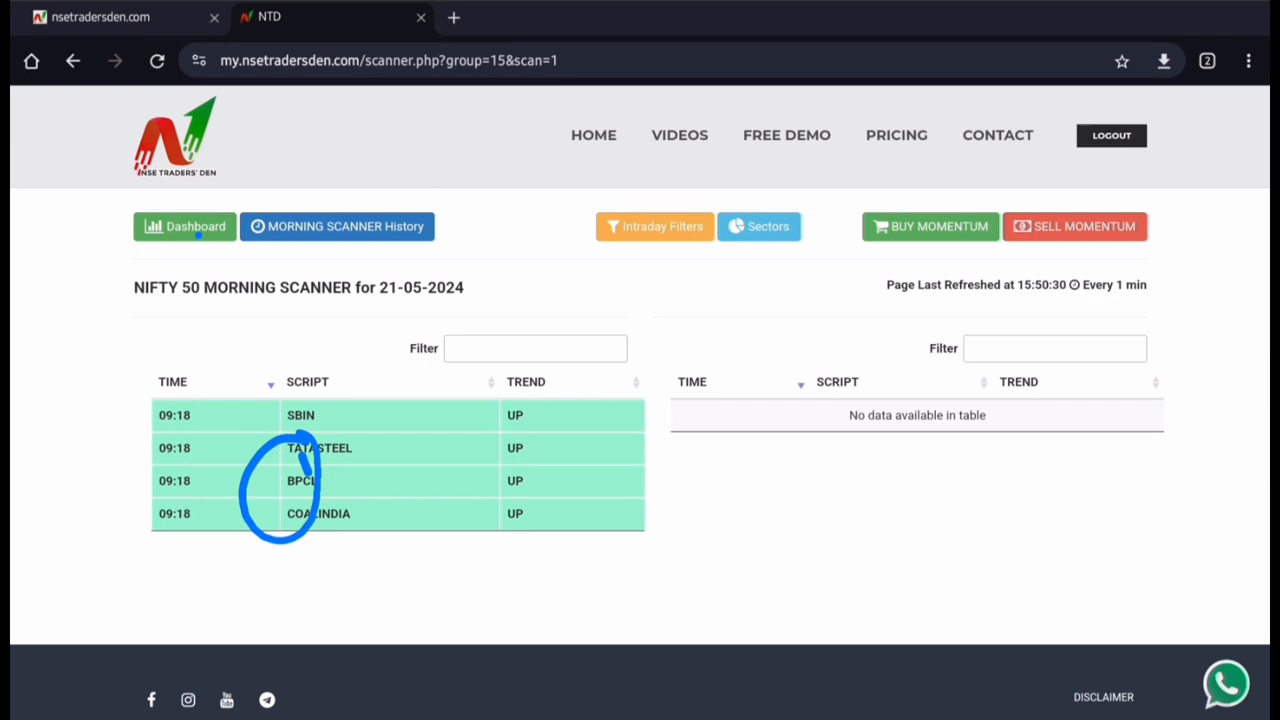 nsetradersden.com
NTD
my.nsetradersden.com/scanner.php?group=15&scan=1
2
NSE TRADERS' DEN
HOME VIDEOS FREE DEMO PRICING CONTACT LOGOUT
Dashboard MORNING SCANNER History Intraday Filters Sectors BUY MOMENTUM SELL MOMENTUM
NIFTY 50 MORNING SCANNER for 21-05-2024
Page Last Refreshed at 15:50:30 Every 1 min
Filter
Filter
TIME SCRIPT TREND
TIME SCRIPT TREND
09:18 SBIN UP
No data available in table
09:18 TATASTEEL UP
09:18 BPCL UP
09:18 COALINDIA UP
You Tube
DISCLAIMER